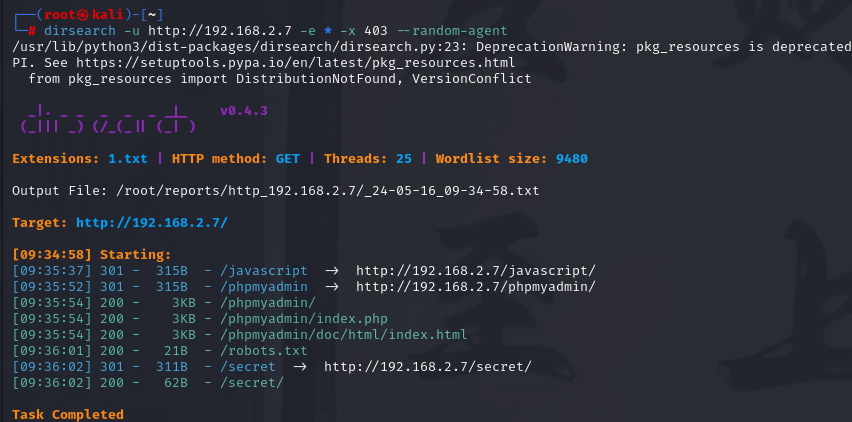 ┌──(root㉿kali)-[~]
└─# dirsearch -u http://192.168.2.7 -e * -x 403 --random-agent
/usr/lib/python3/dist-packages/dirsearch/dirsearch.py:23: DeprecationWarning: pkg_resources is deprecated
PI. See https://setuptools.pypa.io/en/latest/pkg_resources.html
  from pkg_resources import DistributionNotFound, VersionConflict
  _|. _ _  _  _  _ _|_    v0.4.3
 (_||| _) (/_(_|| (_| )
Extensions: 1.txt | HTTP method: GET | Threads: 25 | Wordlist size: 9480
Output File: /root/reports/http_192.168.2.7/_24-05-16_09-34-58.txt
Target: http://192.168.2.7/
[09:34:58] Starting:
[09:35:37] 301 -  315B  - /javascript  ->  http://192.168.2.7/javascript/
[09:35:52] 301 -  315B  - /phpmyadmin  ->  http://192.168.2.7/phpmyadmin/
[09:35:54] 200 -    3KB - /phpmyadmin/
[09:35:54] 200 -    3KB - /phpmyadmin/index.php
[09:35:54] 200 -    3KB - /phpmyadmin/doc/html/index.html
[09:36:01] 200 -   21B  - /robots.txt
[09:36:02] 301 -  311B  - /secret  ->  http://192.168.2.7/secret/
[09:36:02] 200 -   62B  - /secret/
Task Completed